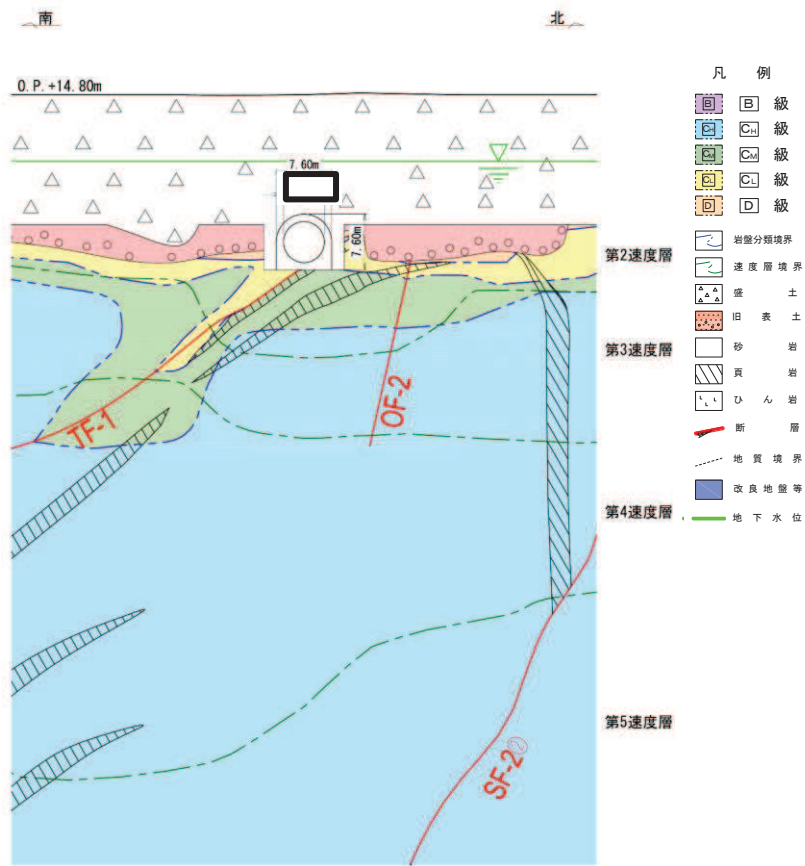 南 北
O.P.+14.80m
7.60m
7.60m
TF-1
OF-2
SF-2②
第2速度層
第3速度層
第4速度層
第5速度層
凡 例
B B 級
CH CH 級
CM CM 級
CL CL 級
D D 級
岩盤分類境界
速度層境界
盛土
旧表土
砂岩
頁岩
ひん岩
断層
地質境界
改良地盤等
地下水位